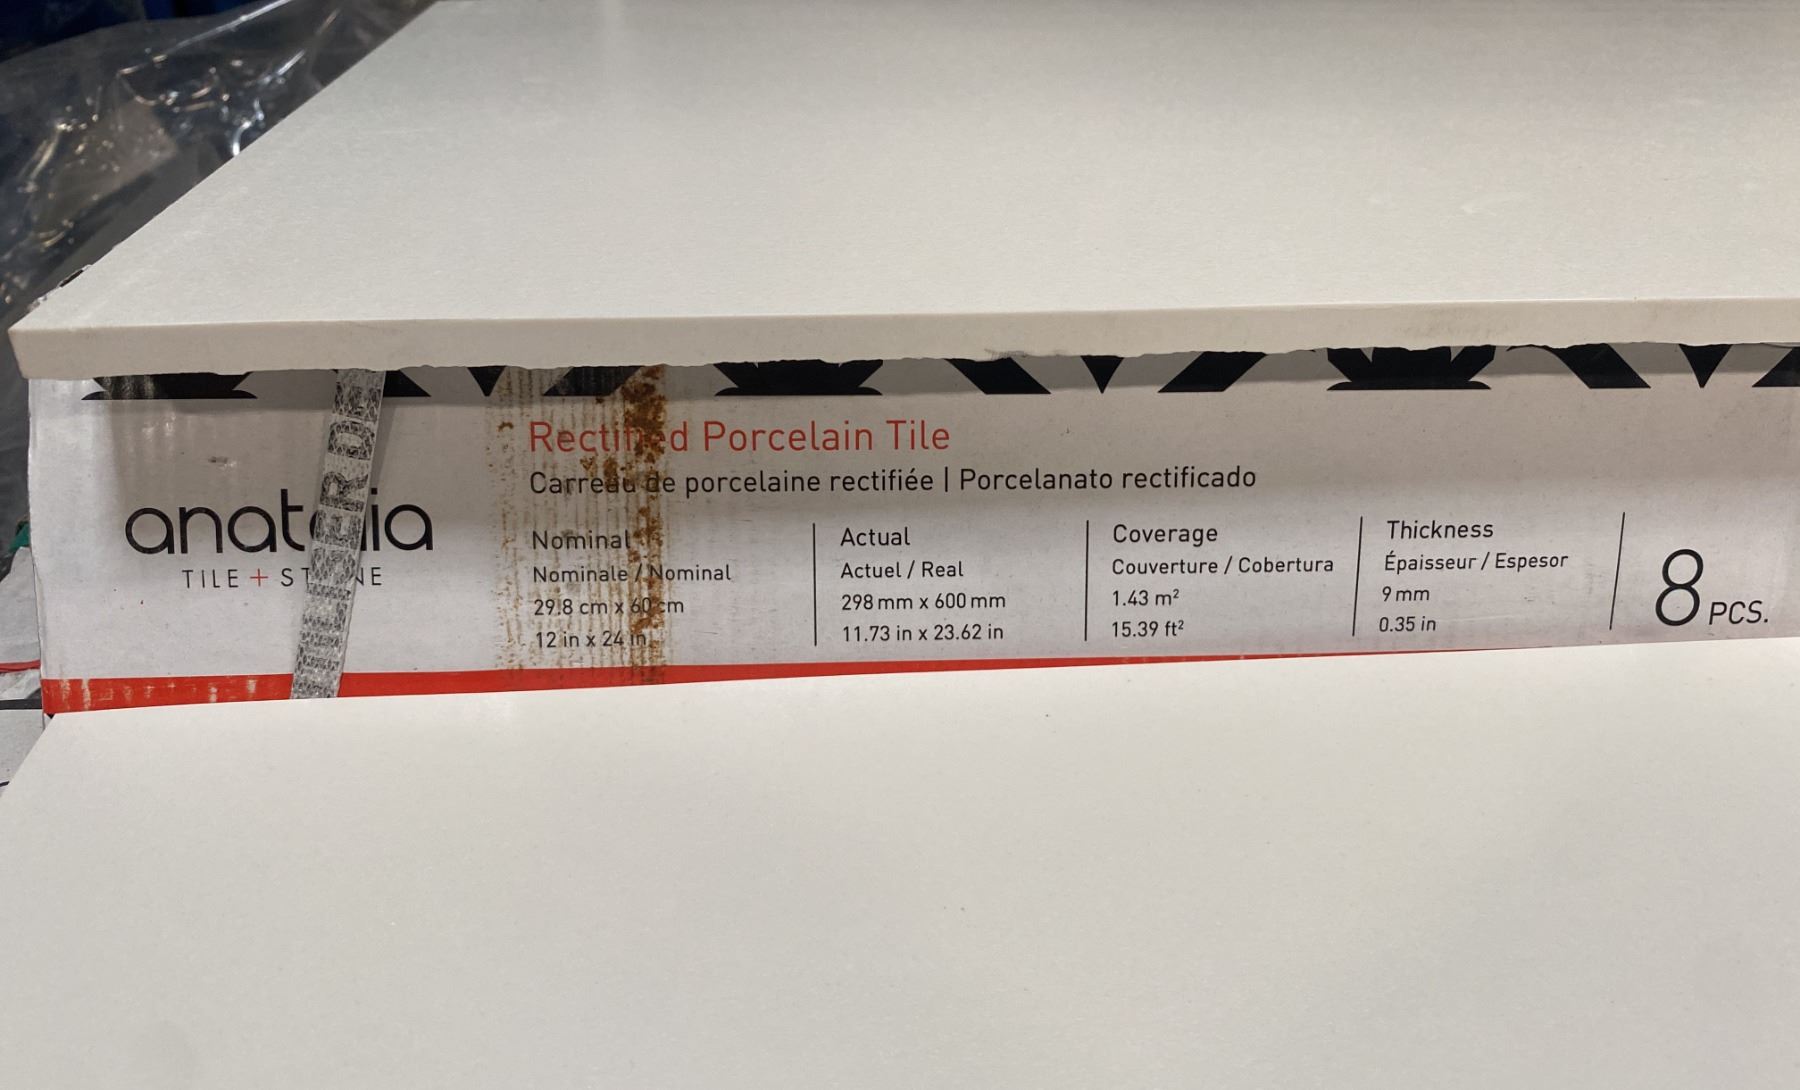 anatolia
TILE + STONE
Rectified Porcelain Tile
Carreau de porcelaine rectifiée | Porcelanato rectificado
Nominal
Nominale / Nominal
29.8 cm x 60 cm
12 in x 24 in
Actual
Actuel / Real
298 mm x 600 mm
11.73 in x 23.62 in
Coverage
Couverture / Cobertura
1.43 m²
15.39 ft²
Thickness
Épaisseur / Espesor
9 mm
0.35 in
8 PCS.